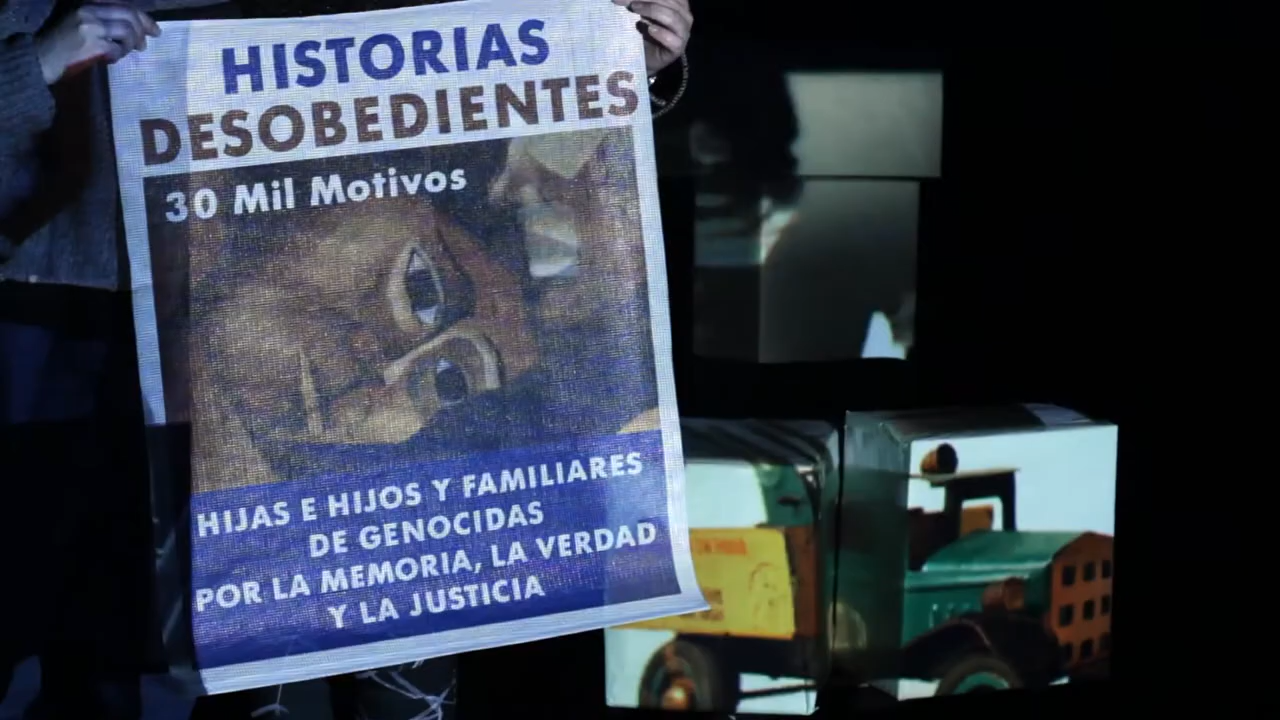 HISTORIAS
DESOBEDIENTES
30 Mil Motivos
HIJAS E HIJOS Y FAMILIARES
DE GENOCIDAS
POR LA MEMORIA, LA VERDAD
Y LA JUSTICIA